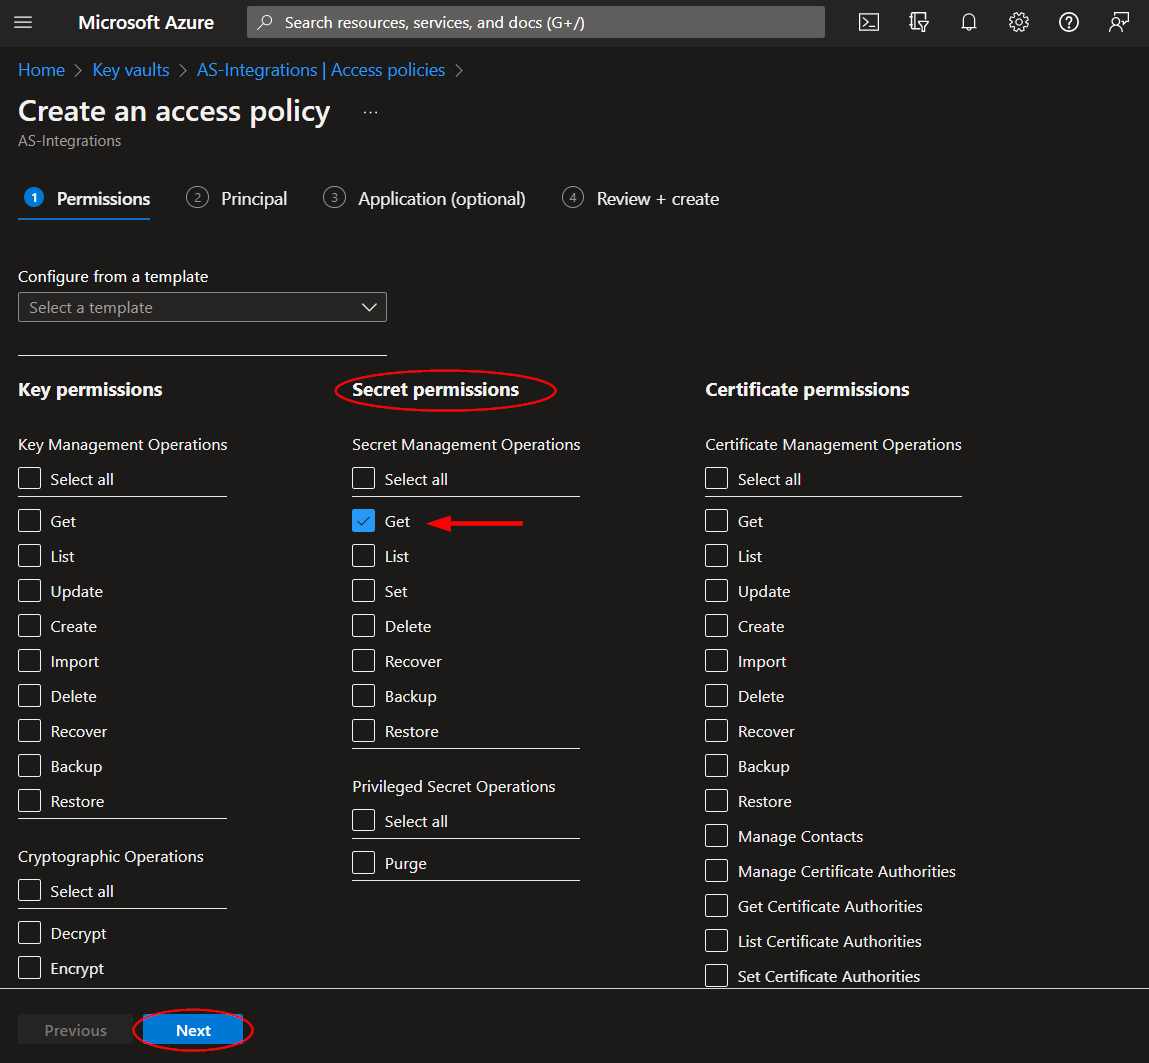 Microsoft Azure
Search resources, services, and docs (G+/)
Home > Key vaults > AS-Integrations | Access policies >
Create an access policy ...
AS-Integrations
1 Permissions
2 Principal
3 Application (optional)
4 Review + create
Configure from a template
Select a template
Key permissions
Key Management Operations
Select all
Get
List
Update
Create
Import
Delete
Recover
Backup
Restore
Cryptographic Operations
Select all
Decrypt
Encrypt
Secret permissions
Secret Management Operations
Select all
Get
List
Set
Delete
Recover
Backup
Restore
Privileged Secret Operations
Select all
Purge
Certificate permissions
Certificate Management Operations
Select all
Get
List
Update
Create
Import
Delete
Recover
Backup
Restore
Manage Contacts
Manage Certificate Authorities
Get Certificate Authorities
List Certificate Authorities
Set Certificate Authorities
Previous
Next